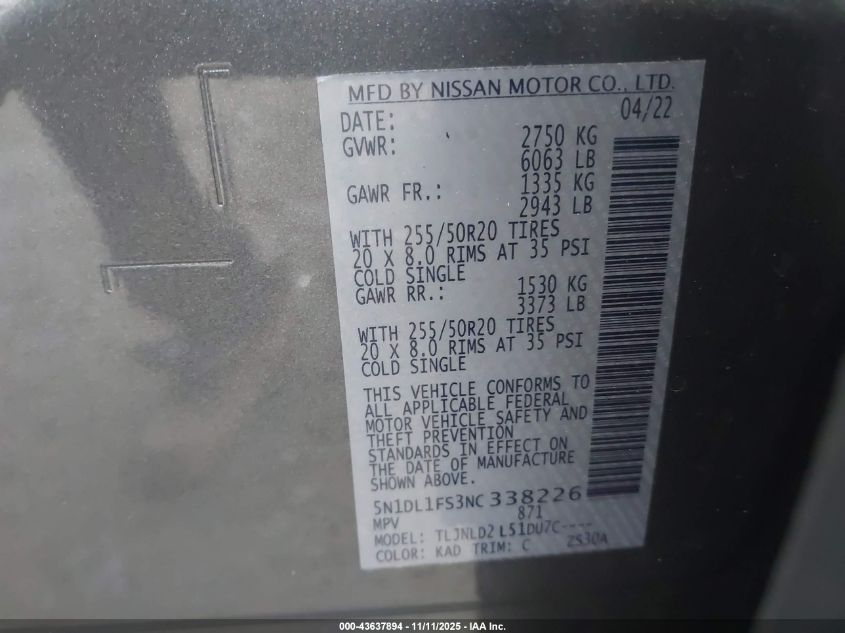 MFD BY NISSAN MOTOR CO., LTD.
DATE: 04/22
GVWR: 2750 KG
6063 LB
GAWR FR.: 1335 KG
2943 LB
WITH 255/50R20 TIRES
20 X 8.0 RIMS AT 35 PSI
COLD SINGLE
GAWR RR.: 1530 KG
3373 LB
WITH 255/50R20 TIRES
20 X 8.0 RIMS AT 35 PSI
COLD SINGLE
THIS VEHICLE CONFORMS TO
ALL APPLICABLE FEDERAL
MOTOR VEHICLE SAFETY AND
THEFT PREVENTION
STANDARDS IN EFFECT ON
THE DATE OF MANUFACTURE
SHOWN ABOVE.
5N1DL1FS3NC338226
MPV 871
MODEL: TLJNLD2 L51DU7C----
COLOR: KAD TRIM: C ZS30A
000-43637894 - 11/11/2025 - IAA Inc.